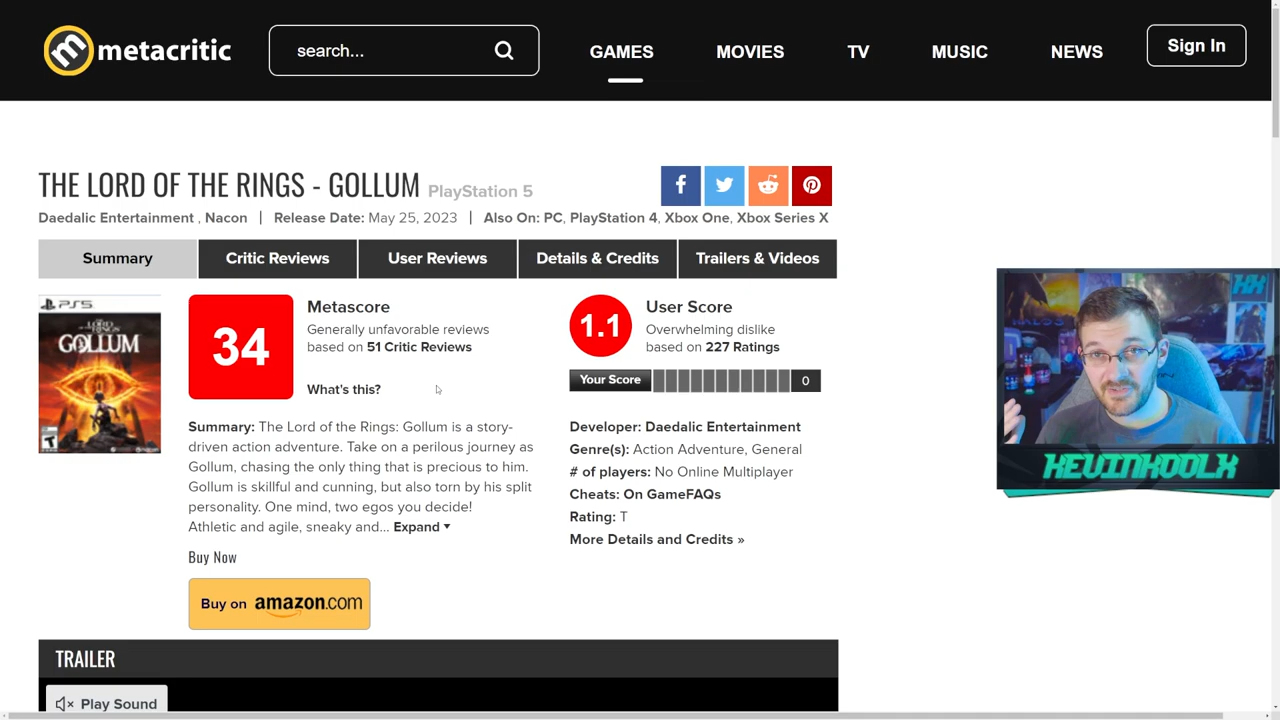 metacritic
search...
GAMES
MOVIES
TV
MUSIC
NEWS
Sign In
THE LORD OF THE RINGS - GOLLUM PlayStation 5
Daedalic Entertainment , Nacon | Release Date: May 25, 2023 | Also On: PC, PlayStation 4, Xbox One, Xbox Series X
Summary
Critic Reviews
User Reviews
Details & Credits
Trailers & Videos
PS5
GOLLUM
34
Metascore
Generally unfavorable reviews
based on 51 Critic Reviews
What's this?
1.1
User Score
Overwhelming dislike
based on 227 Ratings
Your Score
0
Summary: The Lord of the Rings: Gollum is a story-
driven action adventure. Take on a perilous journey as
Gollum, chasing the only thing that is precious to him.
Gollum is skillful and cunning, but also torn by his split
personality. One mind, two egos you decide!
Athletic and agile, sneaky and... Expand
Buy Now
Buy on amazon.com
Developer: Daedalic Entertainment
Genre(s): Action Adventure, General
# of players: No Online Multiplayer
Cheats: On GameFAQs
Rating: T
More Details and Credits »
KEVINKOOLX
TRAILER
Play Sound